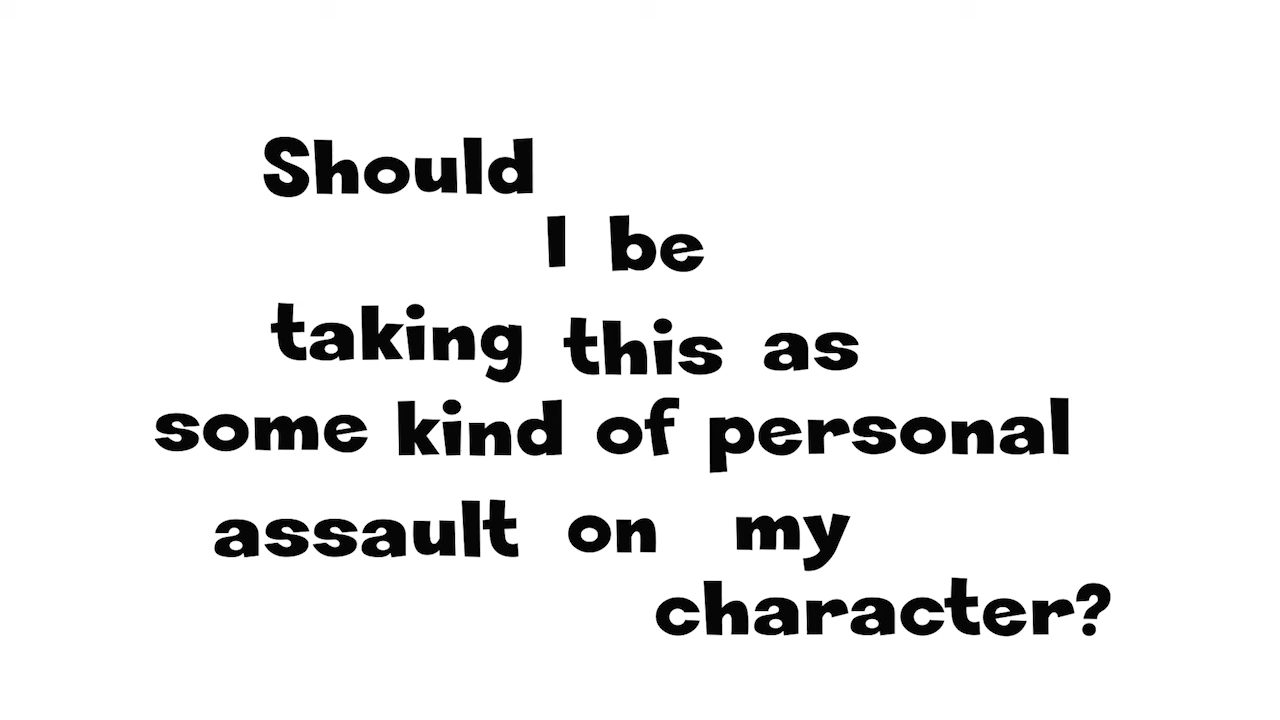 Should
I be
taking this as
some kind of personal
assault on my
character?